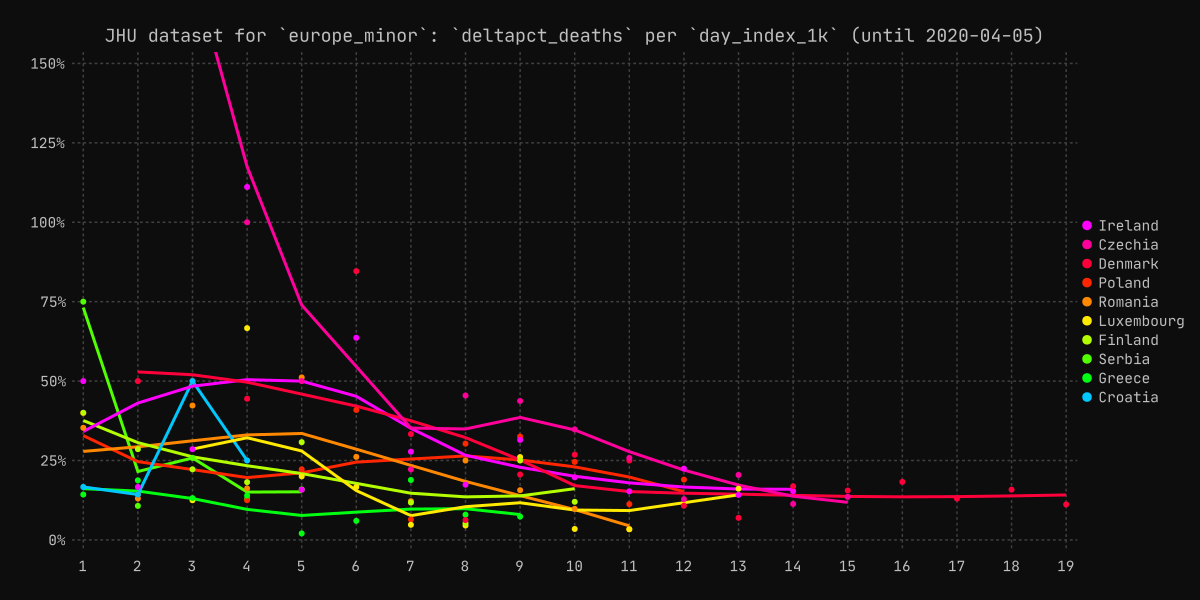 JHU dataset for `europe_minor`: `deltapct_deaths` per `day_index_1k` (until 2020-04-05)
150%
125%
100%
75%
50%
25%
0%
1 2 3 4 5 6 7 8 9 10 11 12 13 14 15 16 17 18 19
Ireland
Czechia
Denmark
Poland
Romania
Luxembourg
Finland
Serbia
Greece
Croatia